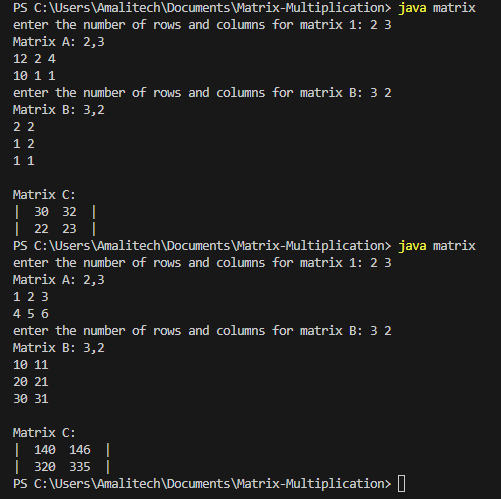 PS C:\Users\Amalitech\Documents\Matrix-Multiplication> java matrix
enter the number of rows and columns for matrix 1: 2 3
Matrix A: 2,3
12 2 4
10 1 1
enter the number of rows and columns for matrix B: 3 2
Matrix B: 3,2
2 2
1 2
1 1
Matrix C:
| 30 32 |
| 22 23 |
PS C:\Users\Amalitech\Documents\Matrix-Multiplication> java matrix
enter the number of rows and columns for matrix 1: 2 3
Matrix A: 2,3
1 2 3
4 5 6
enter the number of rows and columns for matrix B: 3 2
Matrix B: 3,2
10 11
20 21
30 31
Matrix C:
| 140 146 |
| 320 335 |
PS C:\Users\Amalitech\Documents\Matrix-Multiplication>